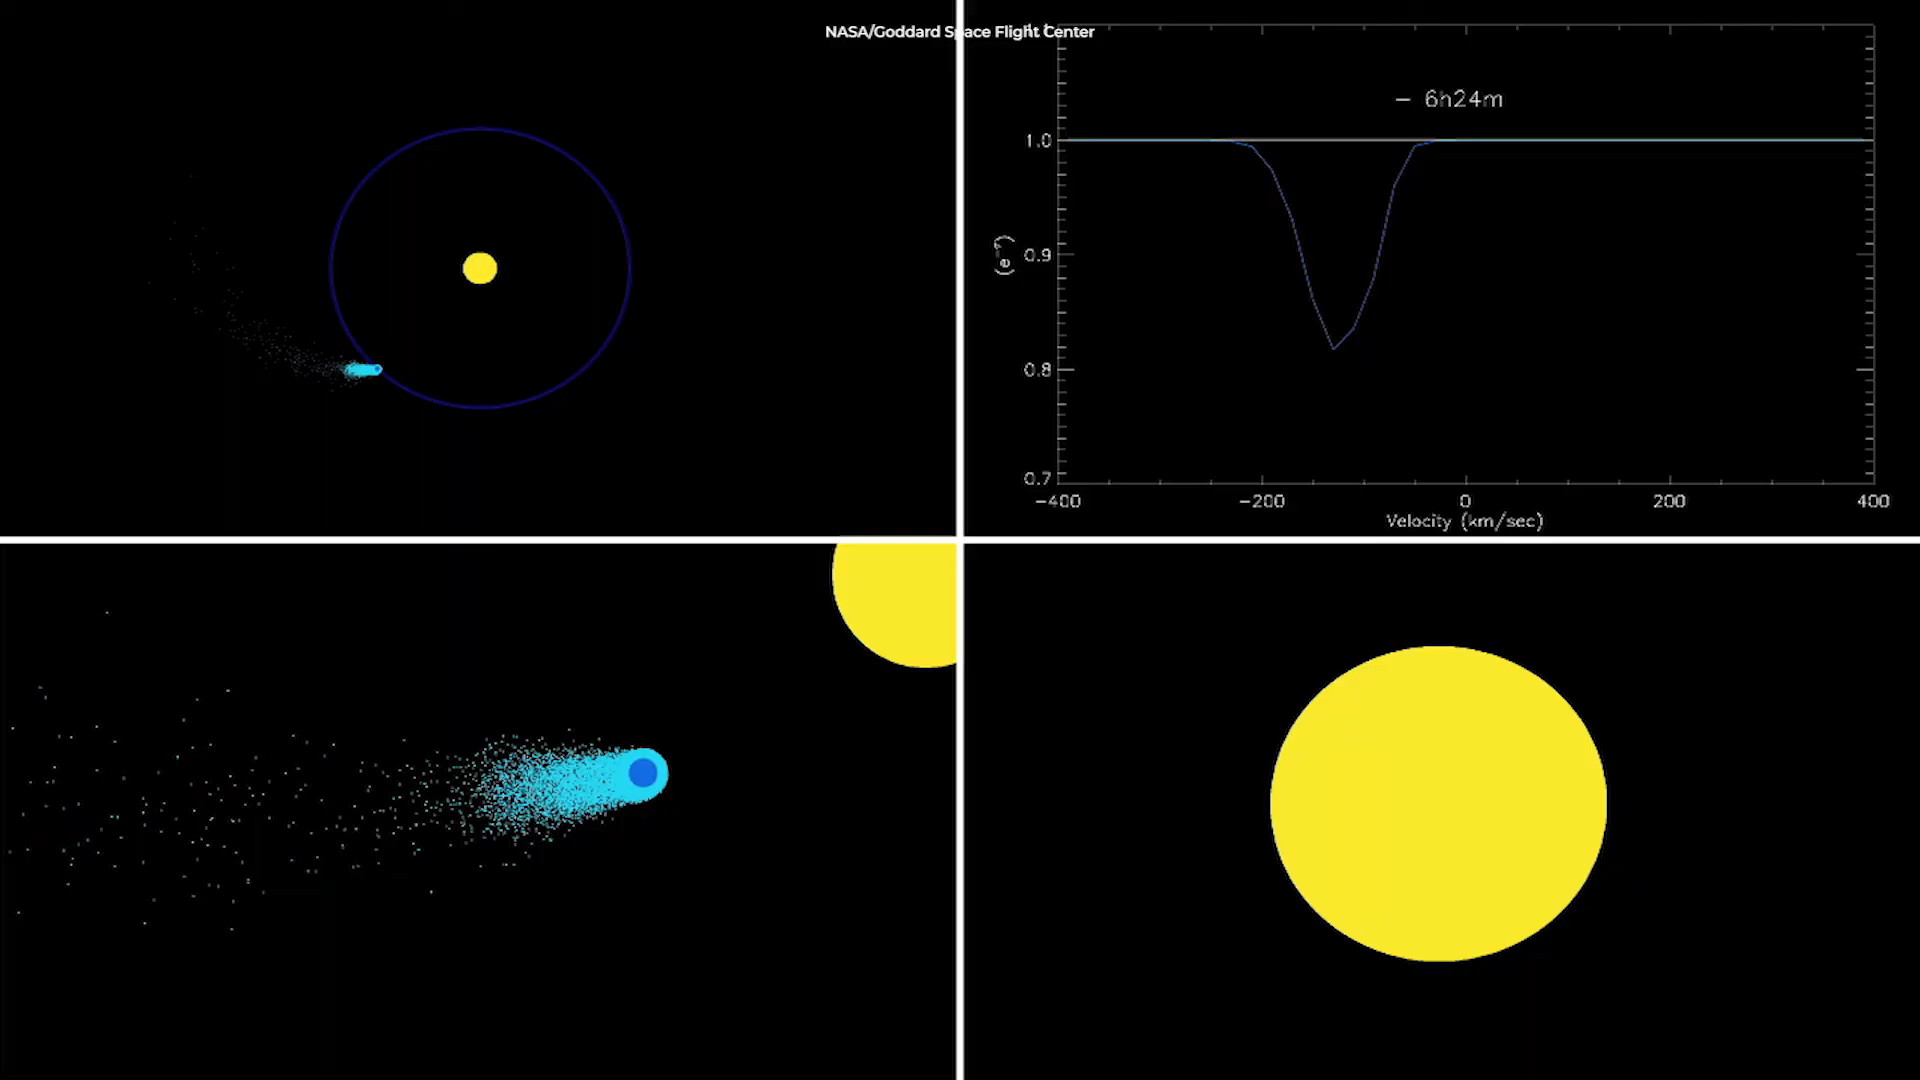 NASA/Goddard Space Flight Center
− 6h24m
1.0
0.9
0.8
0.7
(e⁻ᵀ)
−400
−200
0
200
400
Velocity (km/sec)